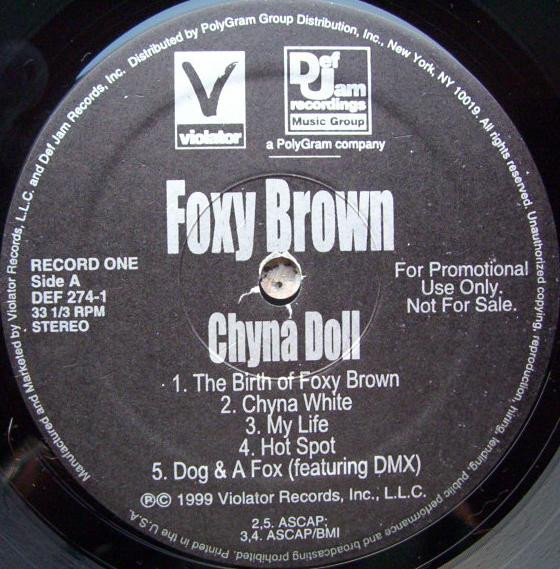 Manufactured and Marketed by Violator Records, L.L.C. and Def Jam Records, Inc. Distributed by PolyGram Group Distribution, Inc., New York, NY 10019. All rights reserved. Unauthorized copying, reproduction, hiring, lending, public performance and broadcasting prohibited. Printed in the U.S.A.
V
violator
Def
Jam
recordings
Music Group
a PolyGram company
Foxy Brown
RECORD ONE
Side A
DEF 274-1
33 1/3 RPM
STEREO
For Promotional
Use Only.
Not For Sale.
Chyna Doll
1. The Birth of Foxy Brown
2. Chyna White
3. My Life
4. Hot Spot
5. Dog & A Fox (featuring DMX)
℗© 1999 Violator Records, Inc., L.L.C.
2,5. ASCAP;
3,4. ASCAP/BMI